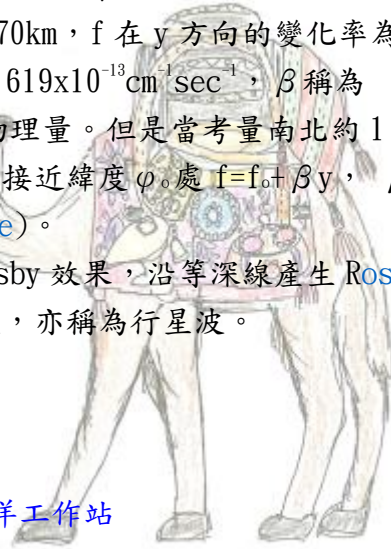 70km，f 在 y 方向的變化率為
619x10⁻¹³cm⁻¹sec⁻¹，β稱為
物理量。但是當考量南北約 1
接近緯度φ₀處 f=f₀+βy，
e)。
sby 效果，沿等深線產生 Ros
，亦稱為行星波。
洋工作站